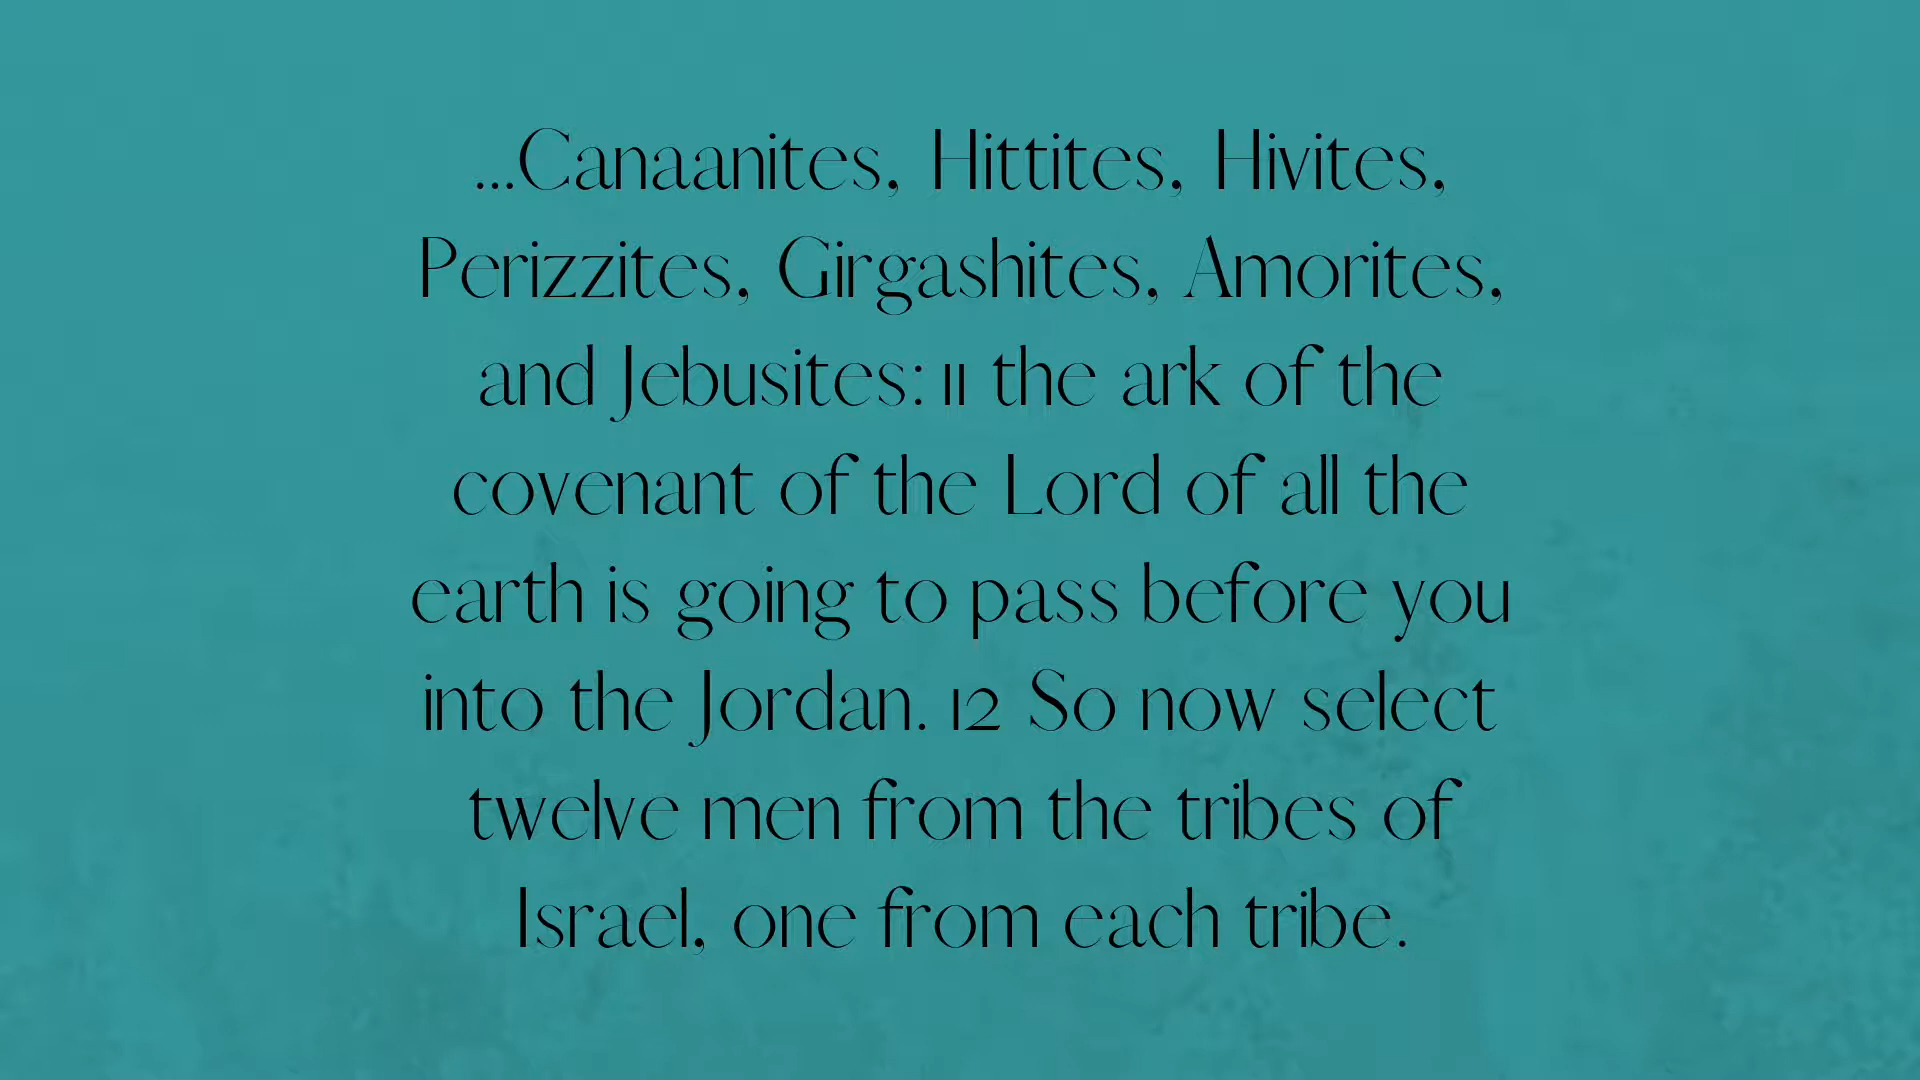 ...Canaanites, Hittites, Hivites,
Perizzites, Girgashites, Amorites,
and Jebusites: 11 the ark of the
covenant of the Lord of all the
earth is going to pass before you
into the Jordan. 12 So now select
twelve men from the tribes of
Israel, one from each tribe.